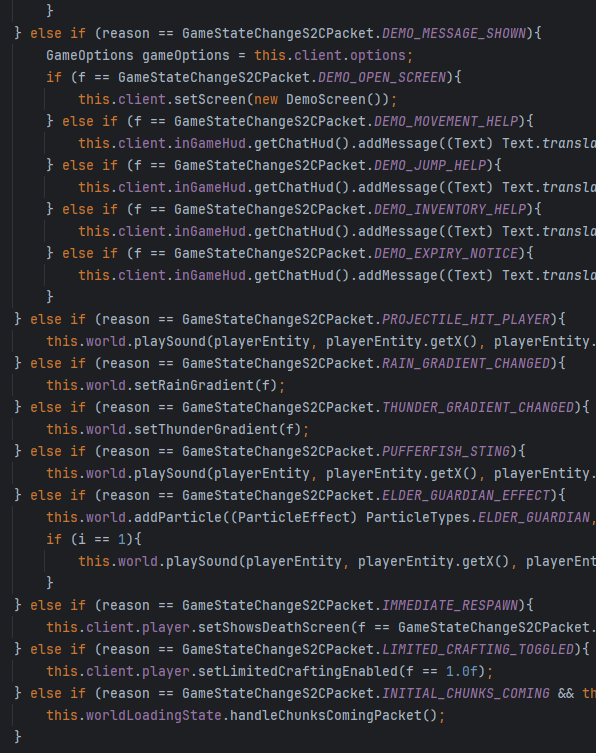 }
} else if (reason == GameStateChangeS2CPacket.DEMO_MESSAGE_SHOWN){
GameOptions gameOptions = this.client.options;
if (f == GameStateChangeS2CPacket.DEMO_OPEN_SCREEN){
this.client.setScreen(new DemoScreen());
} else if (f == GameStateChangeS2CPacket.DEMO_MOVEMENT_HELP){
this.client.inGameHud.getChatHud().addMessage((Text) Text.transla
} else if (f == GameStateChangeS2CPacket.DEMO_JUMP_HELP){
this.client.inGameHud.getChatHud().addMessage((Text) Text.transla
} else if (f == GameStateChangeS2CPacket.DEMO_INVENTORY_HELP){
this.client.inGameHud.getChatHud().addMessage((Text) Text.transla
} else if (f == GameStateChangeS2CPacket.DEMO_EXPIRY_NOTICE){
this.client.inGameHud.getChatHud().addMessage((Text) Text.transla
}
} else if (reason == GameStateChangeS2CPacket.PROJECTILE_HIT_PLAYER){
this.world.playSound(playerEntity, playerEntity.getX(), playerEntity.
} else if (reason == GameStateChangeS2CPacket.RAIN_GRADIENT_CHANGED){
this.world.setRainGradient(f);
} else if (reason == GameStateChangeS2CPacket.THUNDER_GRADIENT_CHANGED){
this.world.setThunderGradient(f);
} else if (reason == GameStateChangeS2CPacket.PUFFERFISH_STING){
this.world.playSound(playerEntity, playerEntity.getX(), playerEntity.
} else if (reason == GameStateChangeS2CPacket.ELDER_GUARDIAN_EFFECT){
this.world.addParticle((ParticleEffect) ParticleTypes.ELDER_GUARDIAN,
if (i == 1){
this.world.playSound(playerEntity, playerEntity.getX(), playerEnt
}
} else if (reason == GameStateChangeS2CPacket.IMMEDIATE_RESPAWN){
this.client.player.setShowsDeathScreen(f == GameStateChangeS2CPacket.
} else if (reason == GameStateChangeS2CPacket.LIMITED_CRAFTING_TOGGLED){
this.client.player.setLimitedCraftingEnabled(f == 1.0f);
} else if (reason == GameStateChangeS2CPacket.INITIAL_CHUNKS_COMING && th
this.worldLoadingState.handleChunksComingPacket();
}